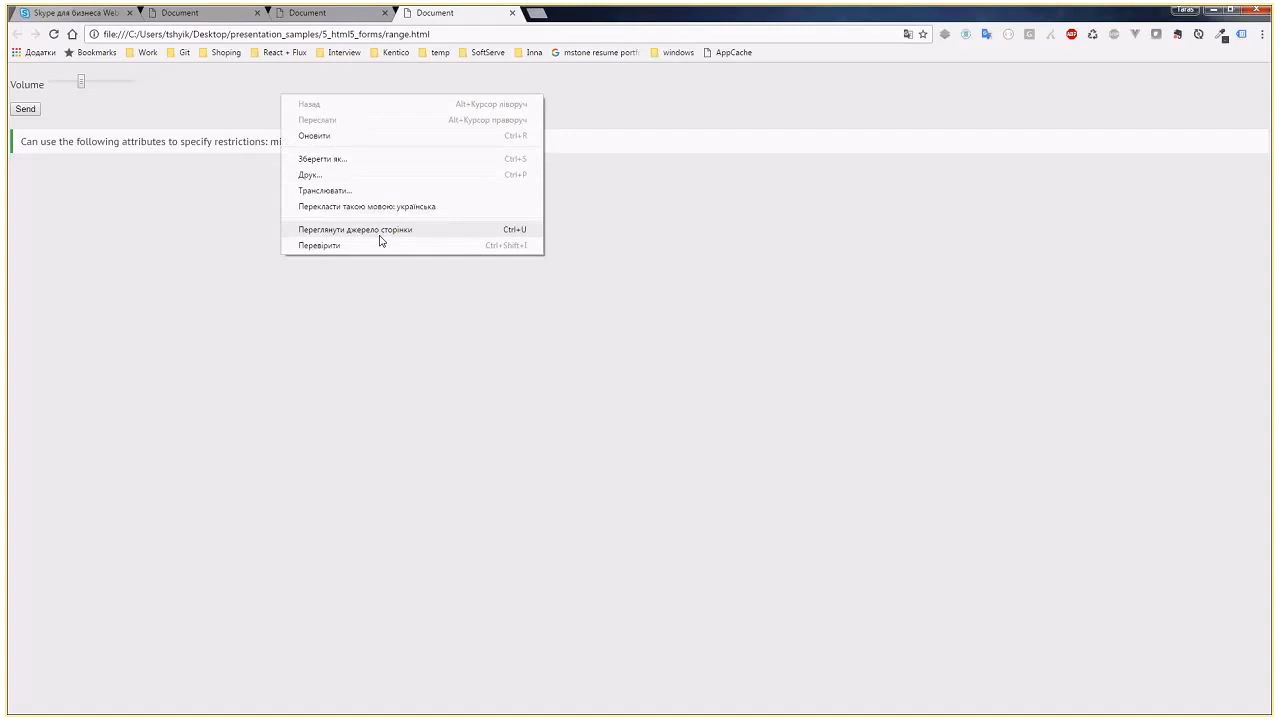 Skype для бизнеса Web
Document
Document
Document
Taras
file:///C:/Users/tshyik/Desktop/presentation_samples/5_html5_forms/range.html
Додатки
Bookmarks
Work
Git
Shoping
React + Flux
Interview
Kentico
temp
SoftServe
Inna
mstone resume portf
windows
AppCache
Volume
Send
Can use the following attributes to specify restrictions: mi
Назад Alt+Курсор ліворуч
Переслати Alt+Курсор праворуч
Оновити Ctrl+R
Зберегти як... Ctrl+S
Друк... Ctrl+P
Транслювати...
Перекласти такою мовою: українська
Переглянути джерело сторінки Ctrl+U
Перевірити Ctrl+Shift+I